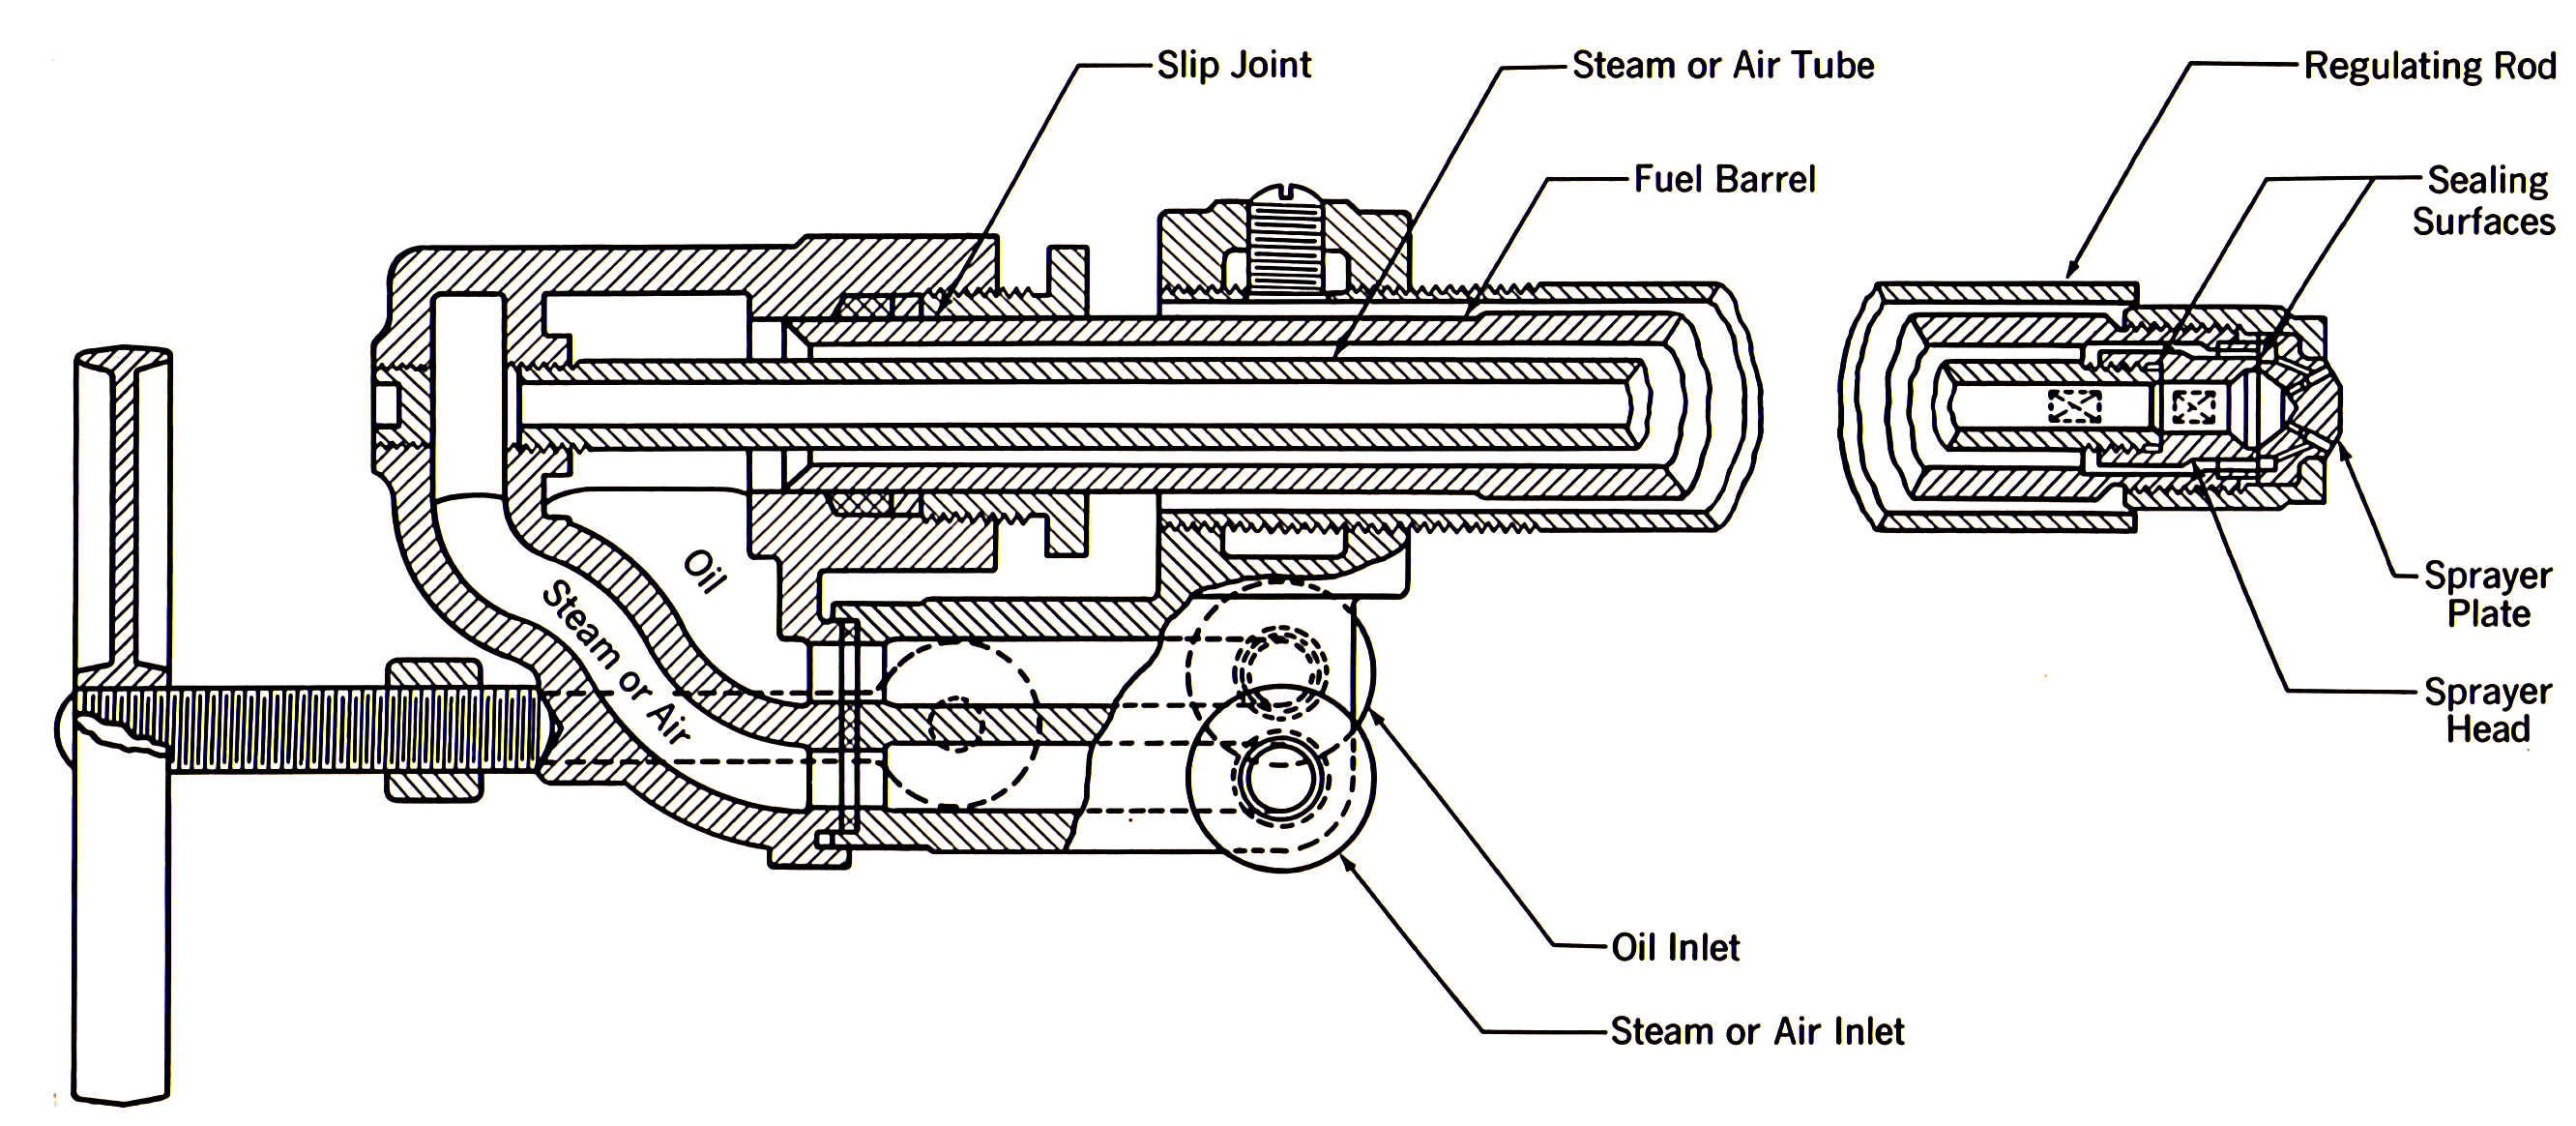 Slip Joint
Steam or Air Tube
Regulating Rod
Fuel Barrel
Sealing
Surfaces
Oil
Steam or Air
Sprayer
Plate
Sprayer
Head
Oil Inlet
Steam or Air Inlet